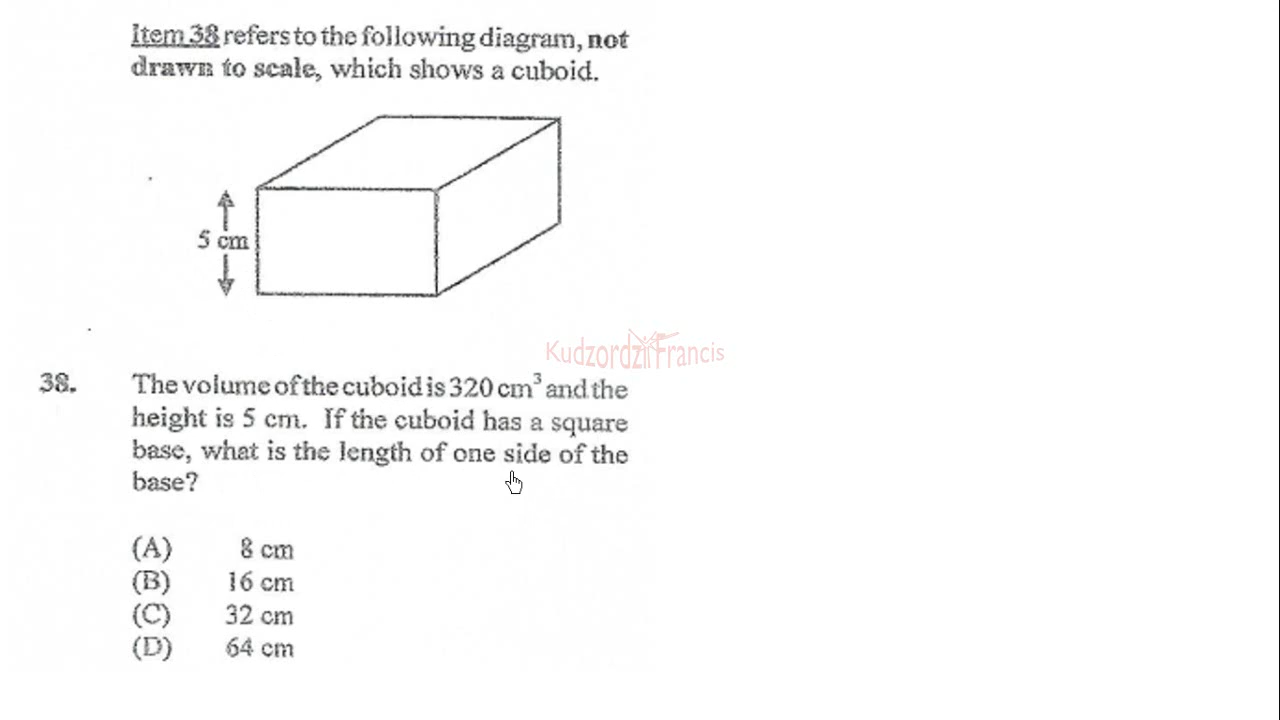 Item 38 refers to the following diagram, not
drawn to scale, which shows a cuboid.
5 cm
Kudzordzi Francis
38. The volume of the cuboid is 320 cm³ and the
height is 5 cm. If the cuboid has a square
base, what is the length of one side of the
base?
(A) 8 cm
(B) 16 cm
(C) 32 cm
(D) 64 cm